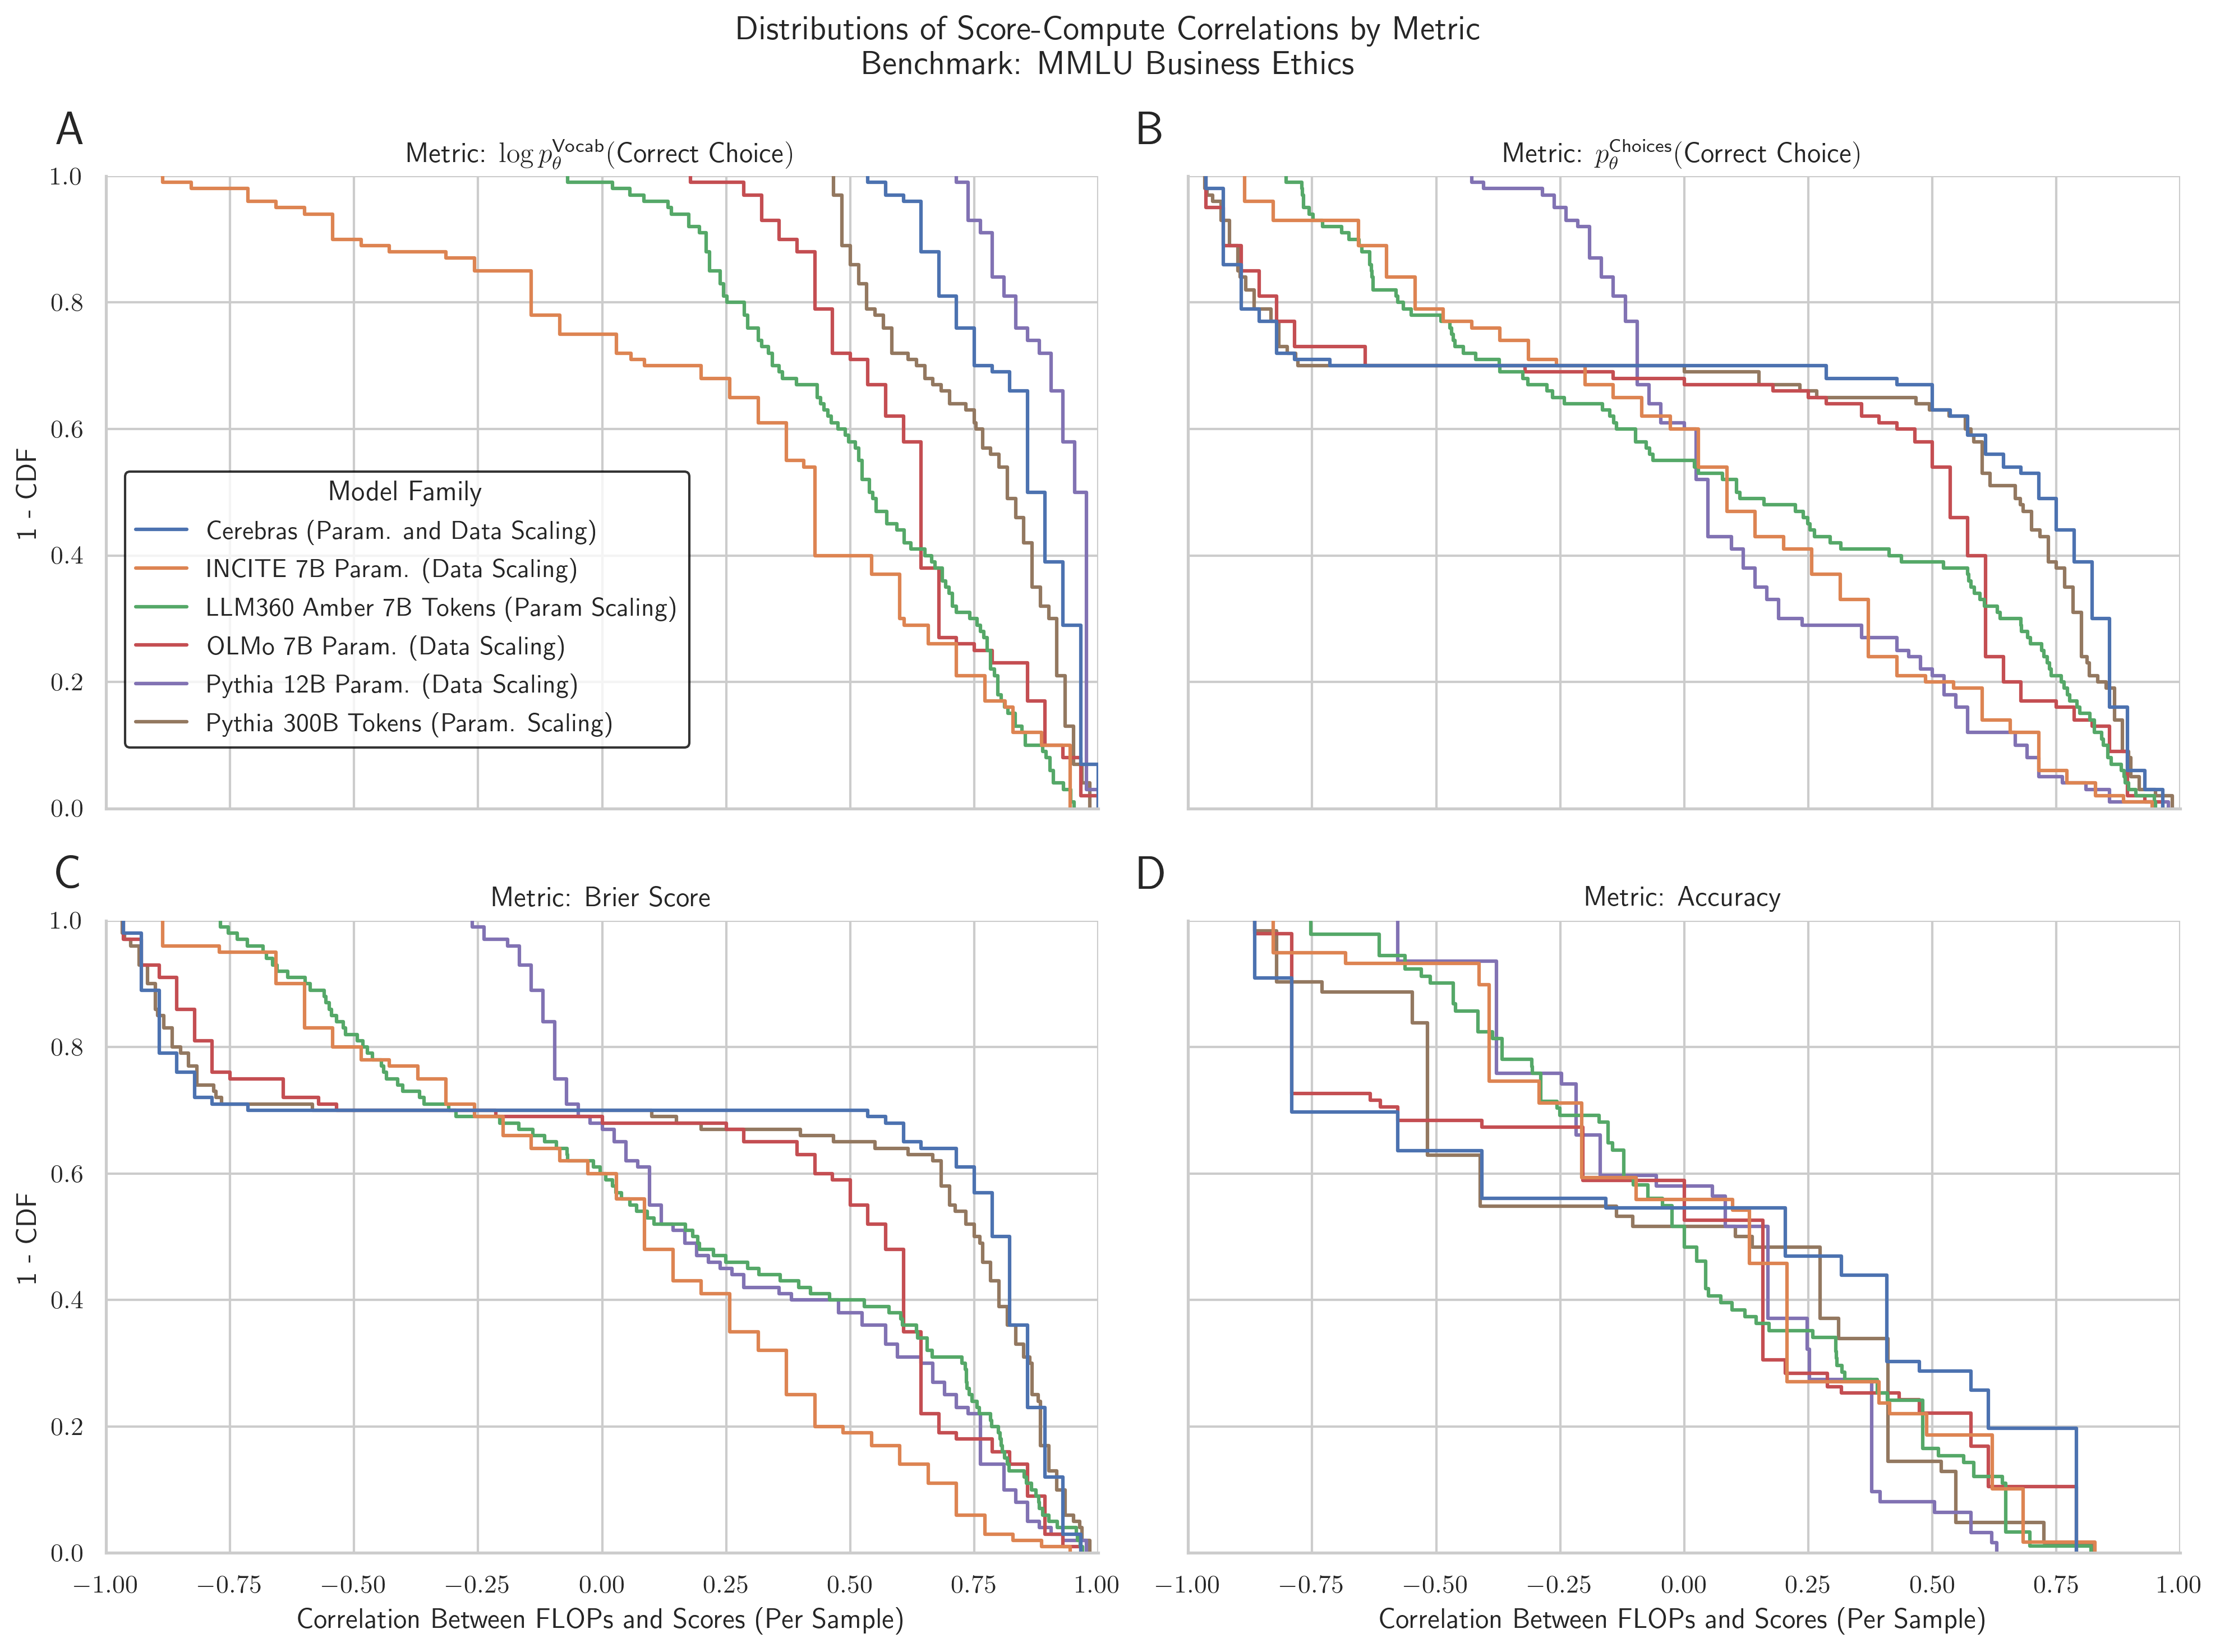 Distributions of Score-Compute Correlations by Metric
Benchmark: MMLU Business Ethics
A
Metric: log p_θ^Vocab(Correct Choice)
1.0
0.8
0.6
0.4
0.2
0.0
1 - CDF
Model Family
Cerebras (Param. and Data Scaling)
INCITE 7B Param. (Data Scaling)
LLM360 Amber 7B Tokens (Param Scaling)
OLMo 7B Param. (Data Scaling)
Pythia 12B Param. (Data Scaling)
Pythia 300B Tokens (Param. Scaling)
B
Metric: p_θ^Choices(Correct Choice)
C
Metric: Brier Score
1.0
0.8
0.6
0.4
0.2
0.0
1 - CDF
−1.00 −0.75 −0.50 −0.25 0.00 0.25 0.50 0.75 1.00
Correlation Between FLOPs and Scores (Per Sample)
D
Metric: Accuracy
−1.00 −0.75 −0.50 −0.25 0.00 0.25 0.50 0.75 1.00
Correlation Between FLOPs and Scores (Per Sample)